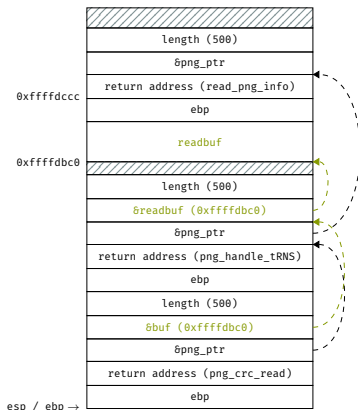 length (500)
&png_ptr
return address (read_png_info)
0xffffdccc
ebp
readbuf
0xffffdbc0
length (500)
&readbuf (0xffffdbc0)
&png_ptr
return address (png_handle_tRNS)
ebp
length (500)
&buf (0xffffdbc0)
&png_ptr
return address (png_crc_read)
ebp
esp / ebp →